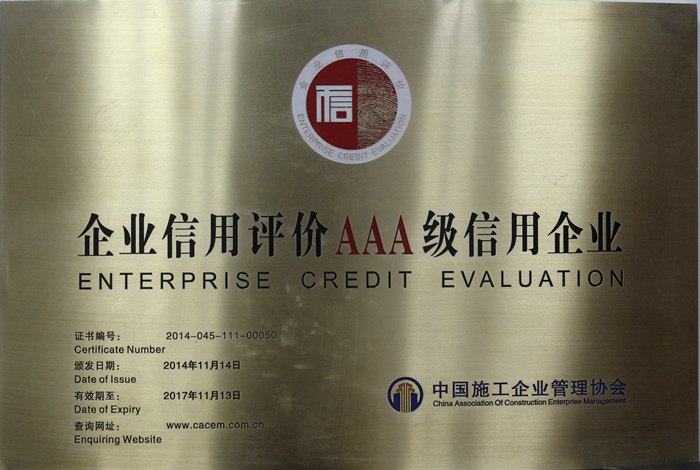 企业信用评价
信
ENTERPRISE CREDIT EVALUATION
企业信用评价AAA级信用企业
ENTERPRISE CREDIT EVALUATION
证书编号： 2014-045-111-00050
Certificate Number
颁发日期： 2014年11月14日
Date of Issue
有效期至： 2017年11月13日
Date of Expiry
查询网址： www.cacem.com.cn
Enquiring Website
中国施工企业管理协会
China Association Of Construction Enterprise Management